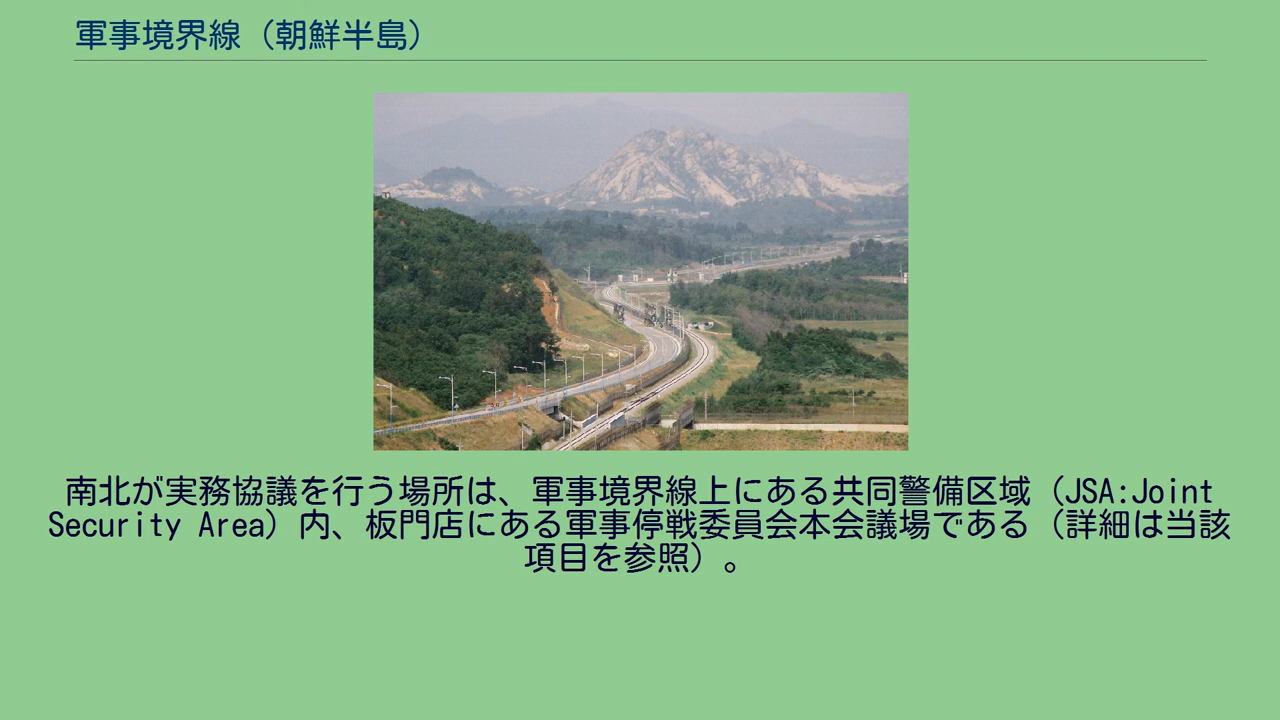 軍事境界線（朝鮮半島）
南北が実務協議を行う場所は、軍事境界線上にある共同警備区域（JSA:Joint
Security Area）内、板門店にある軍事停戦委員会本会議場である（詳細は当該
項目を参照）。